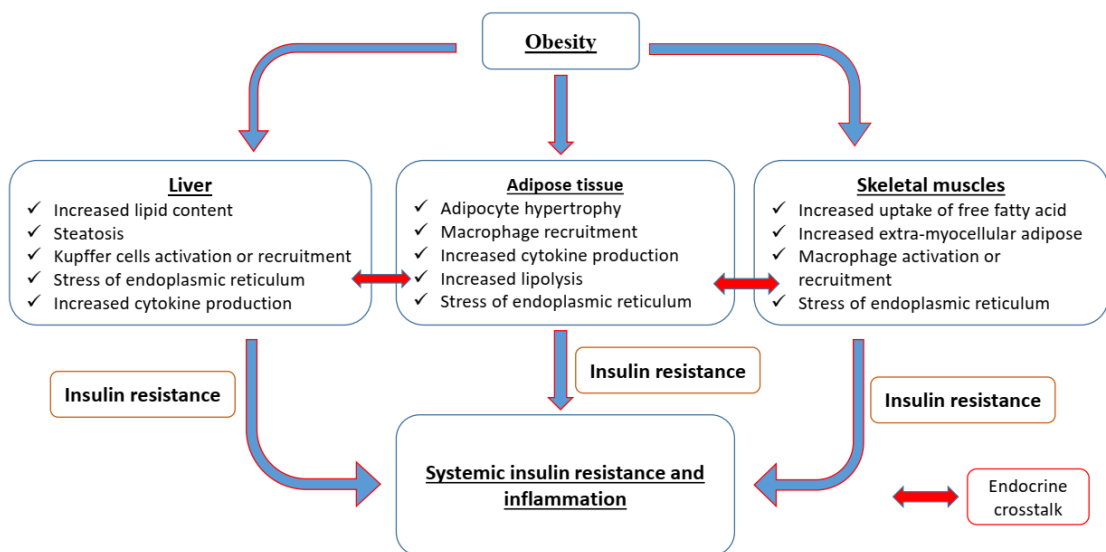 Obesity
Liver
✓ Increased lipid content
✓ Steatosis
✓ Kupffer cells activation or recruitment
✓ Stress of endoplasmic reticulum
✓ Increased cytokine production
Adipose tissue
✓ Adipocyte hypertrophy
✓ Macrophage recruitment
✓ Increased cytokine production
✓ Increased lipolysis
✓ Stress of endoplasmic reticulum
Skeletal muscles
✓ Increased uptake of free fatty acid
✓ Increased extra-myocellular adipose
✓ Macrophage activation or
recruitment
✓ Stress of endoplasmic reticulum
Insulin resistance
Insulin resistance
Insulin resistance
Systemic insulin resistance and
inflammation
Endocrine
crosstalk